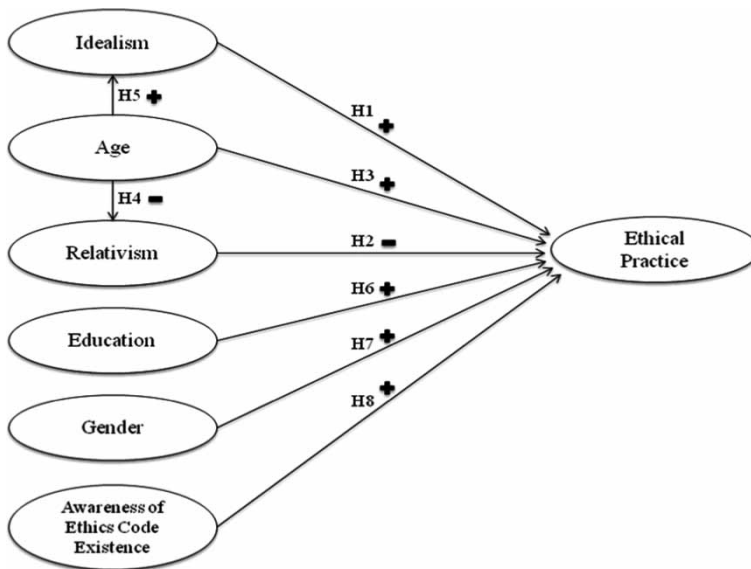 Idealism
H5 +
Age
H4 -
Relativism
Education
Gender
Awareness of
Ethics Code
Existence
H1
+
H3
+
H2 -
H6 +
H7 +
H8 +
Ethical
Practice